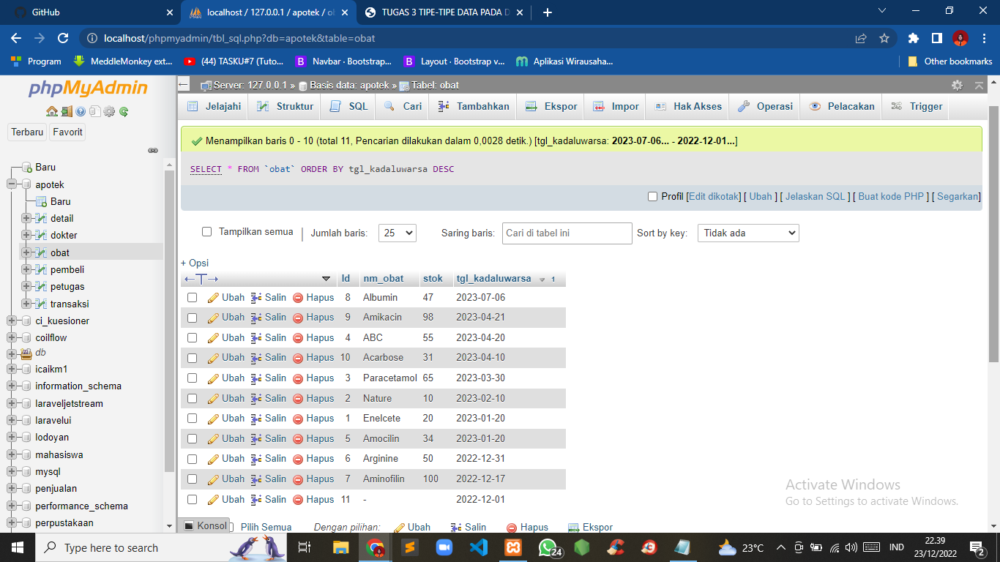 GitHub
localhost / 127.0.0.1 / apotek / ob
TUGAS 3 TIPE-TIPE DATA PADA D
localhost/phpmyadmin/tbl_sql.php?db=apotek&table=obat
Program
MeddleMonkey ext...
(44) TASKU#7 (Tuto...
Navbar · Bootstrap...
Layout · Bootstrap v...
Aplikasi Wirausaha...
Other bookmarks
phpMyAdmin
Terbaru
Favorit
Baru
apotek
Baru
detail
dokter
obat
pembeli
petugas
transaksi
ci_kuesioner
coilflow
db
icaikm1
information_schema
laraveljetstream
laravelui
lodoyan
mahasiswa
mysql
penjualan
performance_schema
perpustakaan
Server: 127.0.0.1 » Basis data: apotek » Tabel: obat
Jelajahi Struktur SQL Cari Tambahkan Ekspor Impor Hak Akses Operasi Pelacakan Trigger
Menampilkan baris 0 - 10 (total 11, Pencarian dilakukan dalam 0,0028 detik.) [tgl_kadaluwarsa: 2023-07-06... - 2022-12-01...]
SELECT * FROM `obat` ORDER BY tgl_kadaluwarsa DESC
Profil [Edit dikotak] [ Ubah ] [ Jelaskan SQL ] [ Buat kode PHP ] [ Segarkan]
Tampilkan semua | Jumlah baris: 25 Saring baris: Cari di tabel ini Sort by key: Tidak ada
+ Opsi
←T→ Id nm_obat stok tgl_kadaluwarsa 1
Ubah Salin Hapus 8 Albumin 47 2023-07-06
Ubah Salin Hapus 9 Amikacin 98 2023-04-21
Ubah Salin Hapus 4 ABC 55 2023-04-20
Ubah Salin Hapus 10 Acarbose 31 2023-04-10
Ubah Salin Hapus 3 Paracetamol 65 2023-03-30
Ubah Salin Hapus 2 Nature 10 2023-02-10
Ubah Salin Hapus 1 Enelcete 20 2023-01-20
Ubah Salin Hapus 5 Amocilin 34 2023-01-20
Ubah Salin Hapus 6 Arginine 50 2022-12-31
Ubah Salin Hapus 7 Aminofilin 100 2022-12-17
Ubah Salin Hapus 11 - 2022-12-01
Konsol Pilih Semua Dengan pilihan: Ubah Salin Hapus Ekspor
Activate Windows
Go to Settings to activate Windows.
Type here to search
24
23°C
IND
22.39
23/12/2022
2